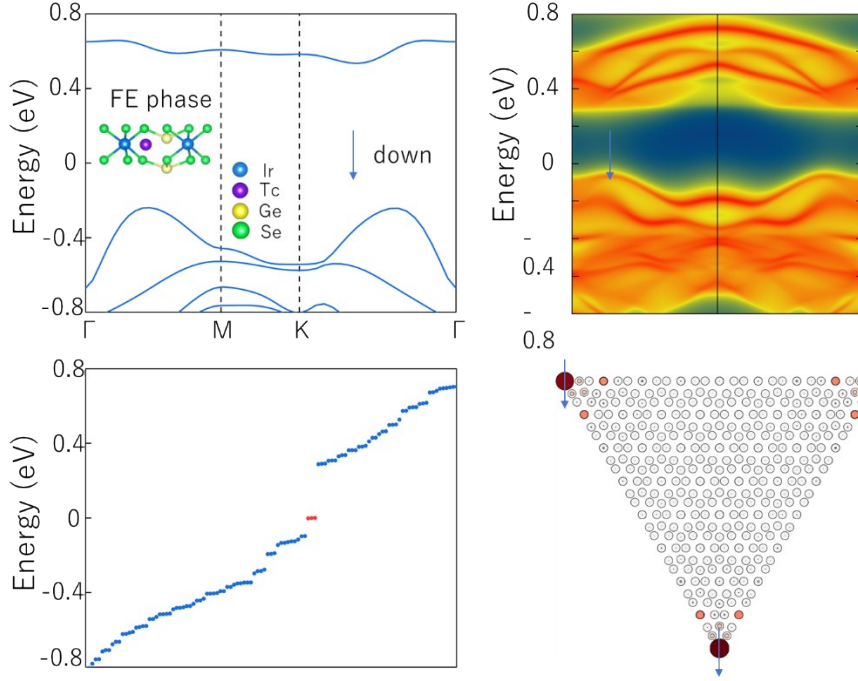 0.8
0.4
0
-0.4
-0.8
Energy (eV)
FE phase
Ir
Tc
Ge
Se
down
Γ
M
K
Γ
0.8
0.4
0
-
0.4
-
0.8
Energy (eV)
0.8
0.4
0
-0.4
-0.8
Energy (eV)